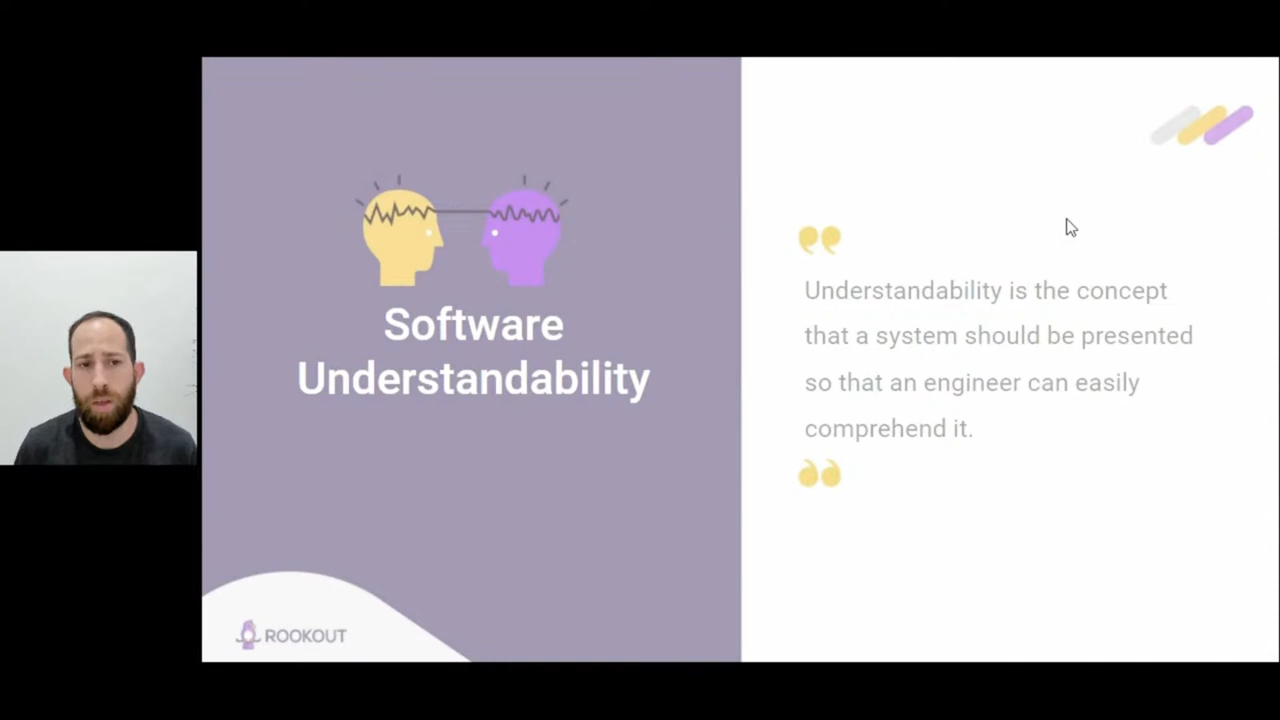 Software
Understandability
Understandability is the concept
that a system should be presented
so that an engineer can easily
comprehend it.
ROOKOUT